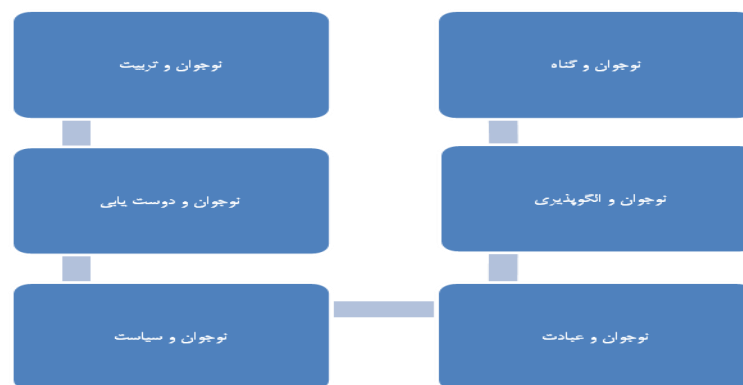 نوجوان و گناه
نوجوان و تربیت
نوجوان و الگوپذیری
نوجوان و دوست یابی
نوجوان و عبادت
نوجوان و سیاست